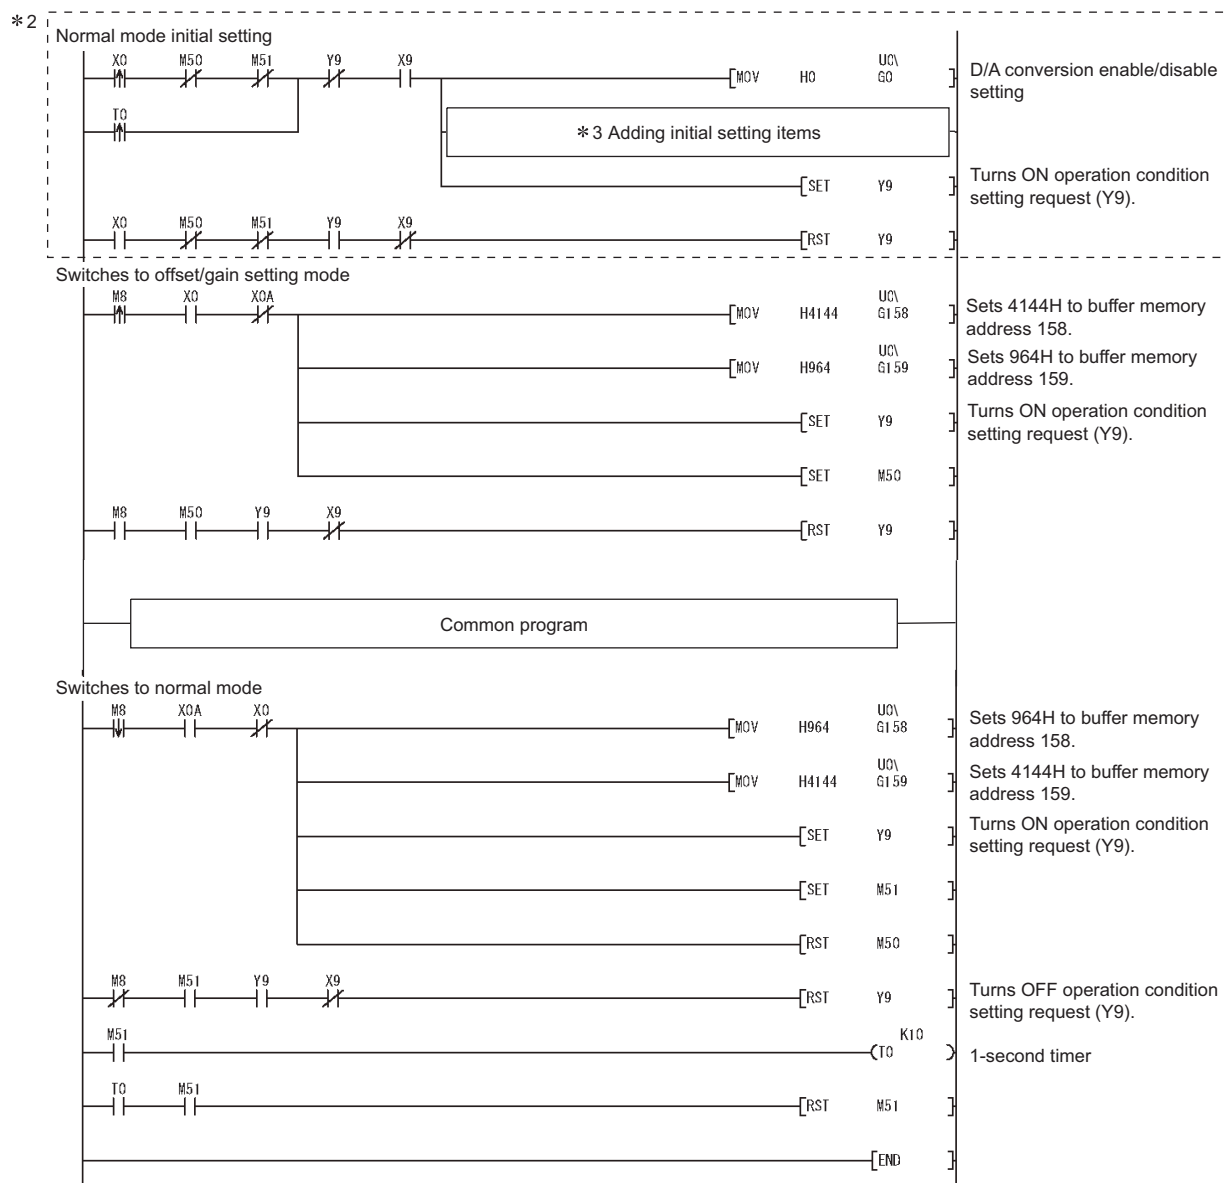 *2
Normal mode initial setting
X0 M50 M51 Y9 X9
MOV H0 U0\ G0
D/A conversion enable/disable
setting
T0
*3 Adding initial setting items
SET Y9
Turns ON operation condition
setting request (Y9).
X0 M50 M51 Y9 X9
RST Y9
Switches to offset/gain setting mode
M8 X0 X0A
MOV H4144 U0\ G158
Sets 4144H to buffer memory
address 158.
MOV H964 U0\ G159
Sets 964H to buffer memory
address 159.
SET Y9
Turns ON operation condition
setting request (Y9).
SET M50
M8 M50 Y9 X9
RST Y9
Common program
Switches to normal mode
M8 X0A X0
MOV H964 U0\ G158
Sets 964H to buffer memory
address 158.
MOV H4144 U0\ G159
Sets 4144H to buffer memory
address 159.
SET Y9
Turns ON operation condition
setting request (Y9).
SET M51
RST M50
M8 M51 Y9 X9
RST Y9
Turns OFF operation condition
setting request (Y9).
M51
K10
T0
1-second timer
T0 M51
RST M51
END